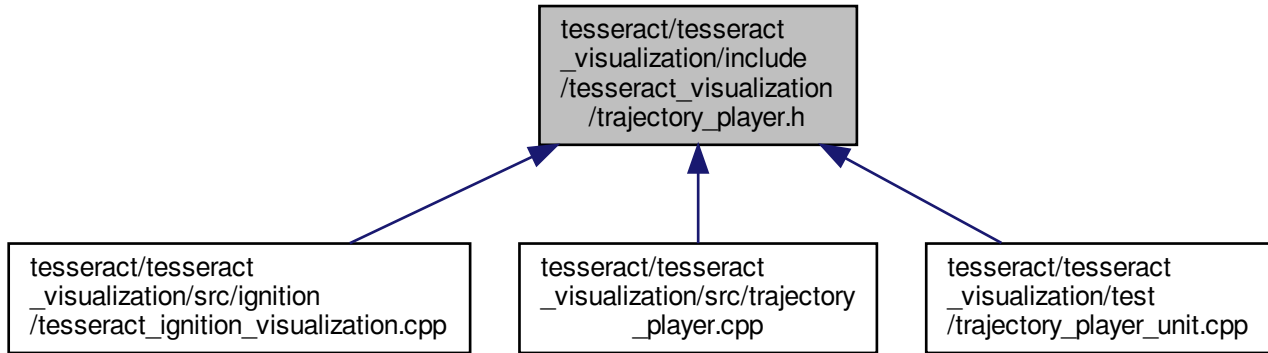 tesseract/tesseract
_visualization/include
/tesseract_visualization
/trajectory_player.h
tesseract/tesseract
_visualization/src/ignition
/tesseract_ignition_visualization.cpp
tesseract/tesseract
_visualization/src/trajectory
_player.cpp
tesseract/tesseract
_visualization/test
/trajectory_player_unit.cpp